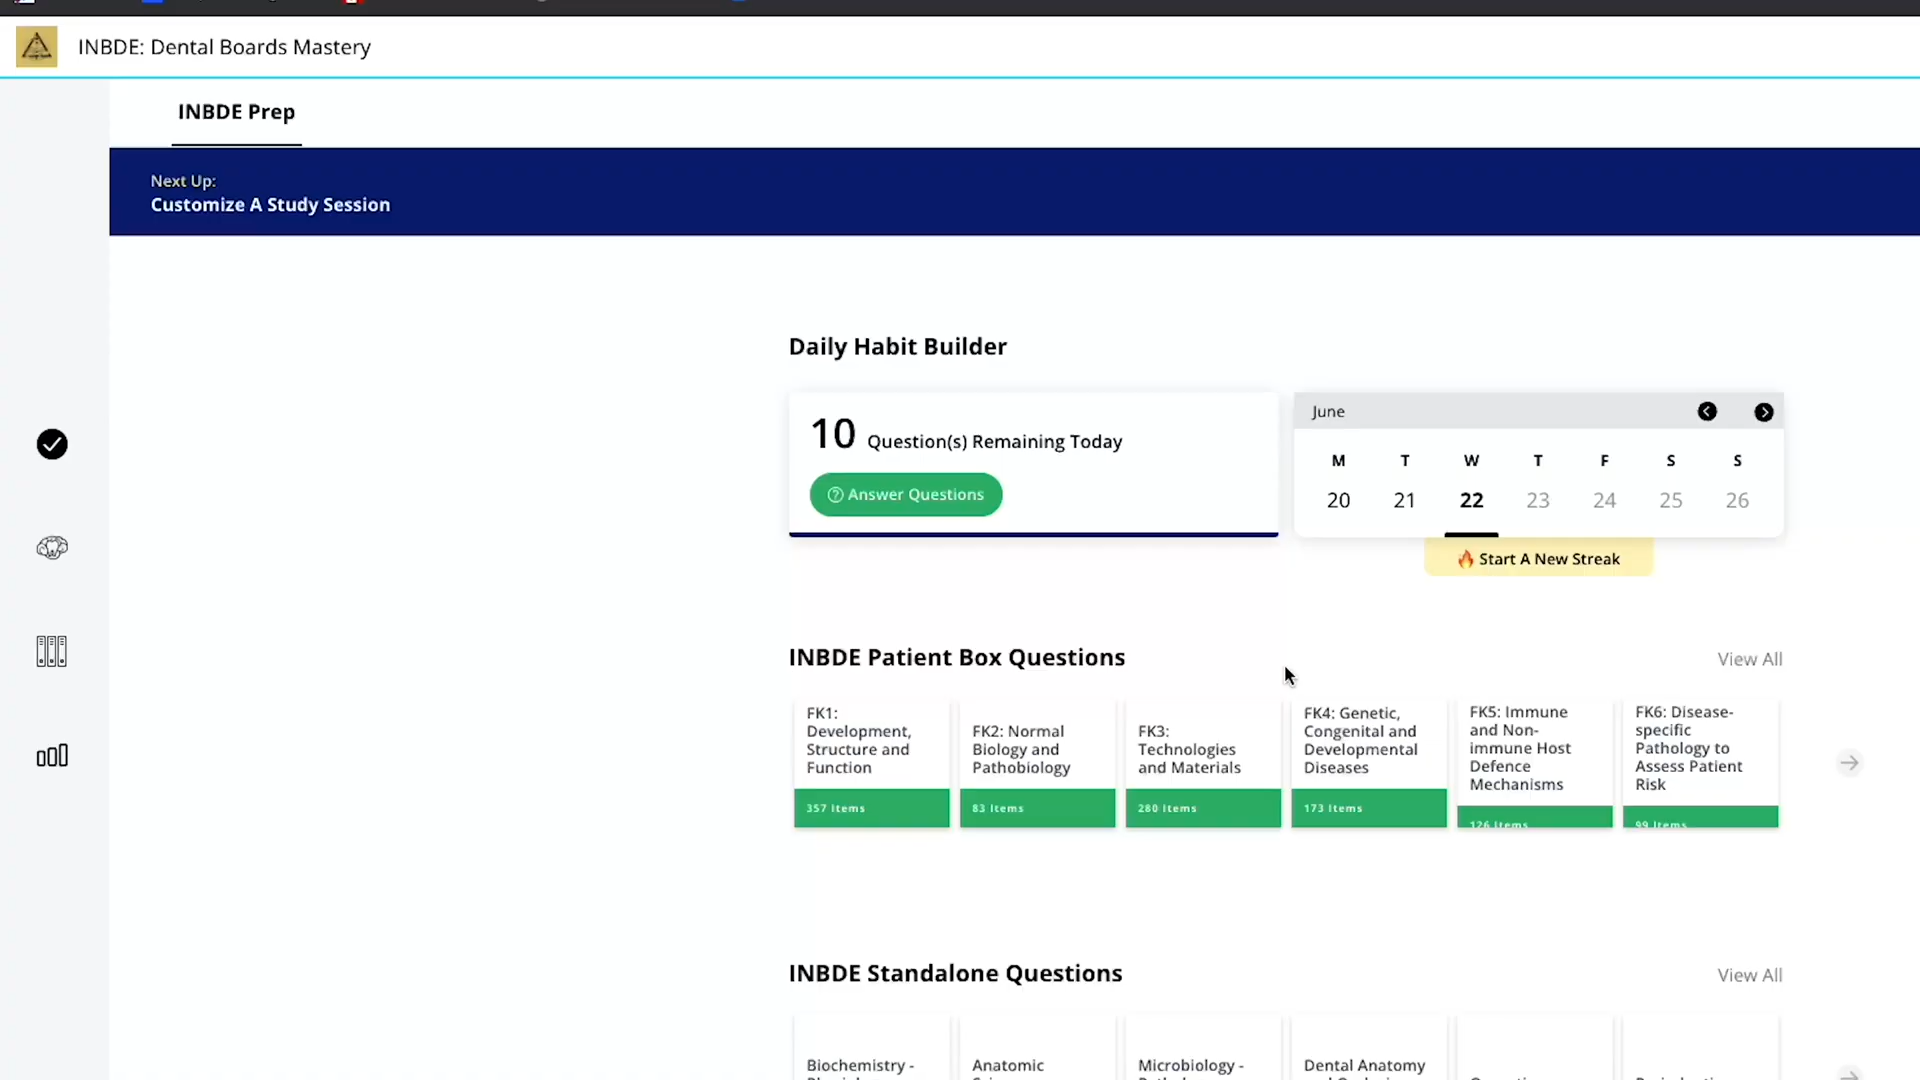 INBDE: Dental Boards Mastery
INBDE Prep
Next Up:
Customize A Study Session
Daily Habit Builder
10 Question(s) Remaining Today
Answer Questions
June
M T W T F S S
20 21 22 23 24 25 26
Start A New Streak
INBDE Patient Box Questions
View All
FK1:
Development,
Structure and
Function
357 Items
FK2: Normal
Biology and
Pathobiology
83 Items
FK3:
Technologies
and Materials
280 Items
FK4: Genetic,
Congenital and
Developmental
Diseases
173 Items
FK5: Immune
and Non-
immune Host
Defence
Mechanisms
126 Items
FK6: Disease-
specific
Pathology to
Assess Patient
Risk
99 Items
INBDE Standalone Questions
View All
Biochemistry -
Anatomic
Microbiology -
Dental Anatomy